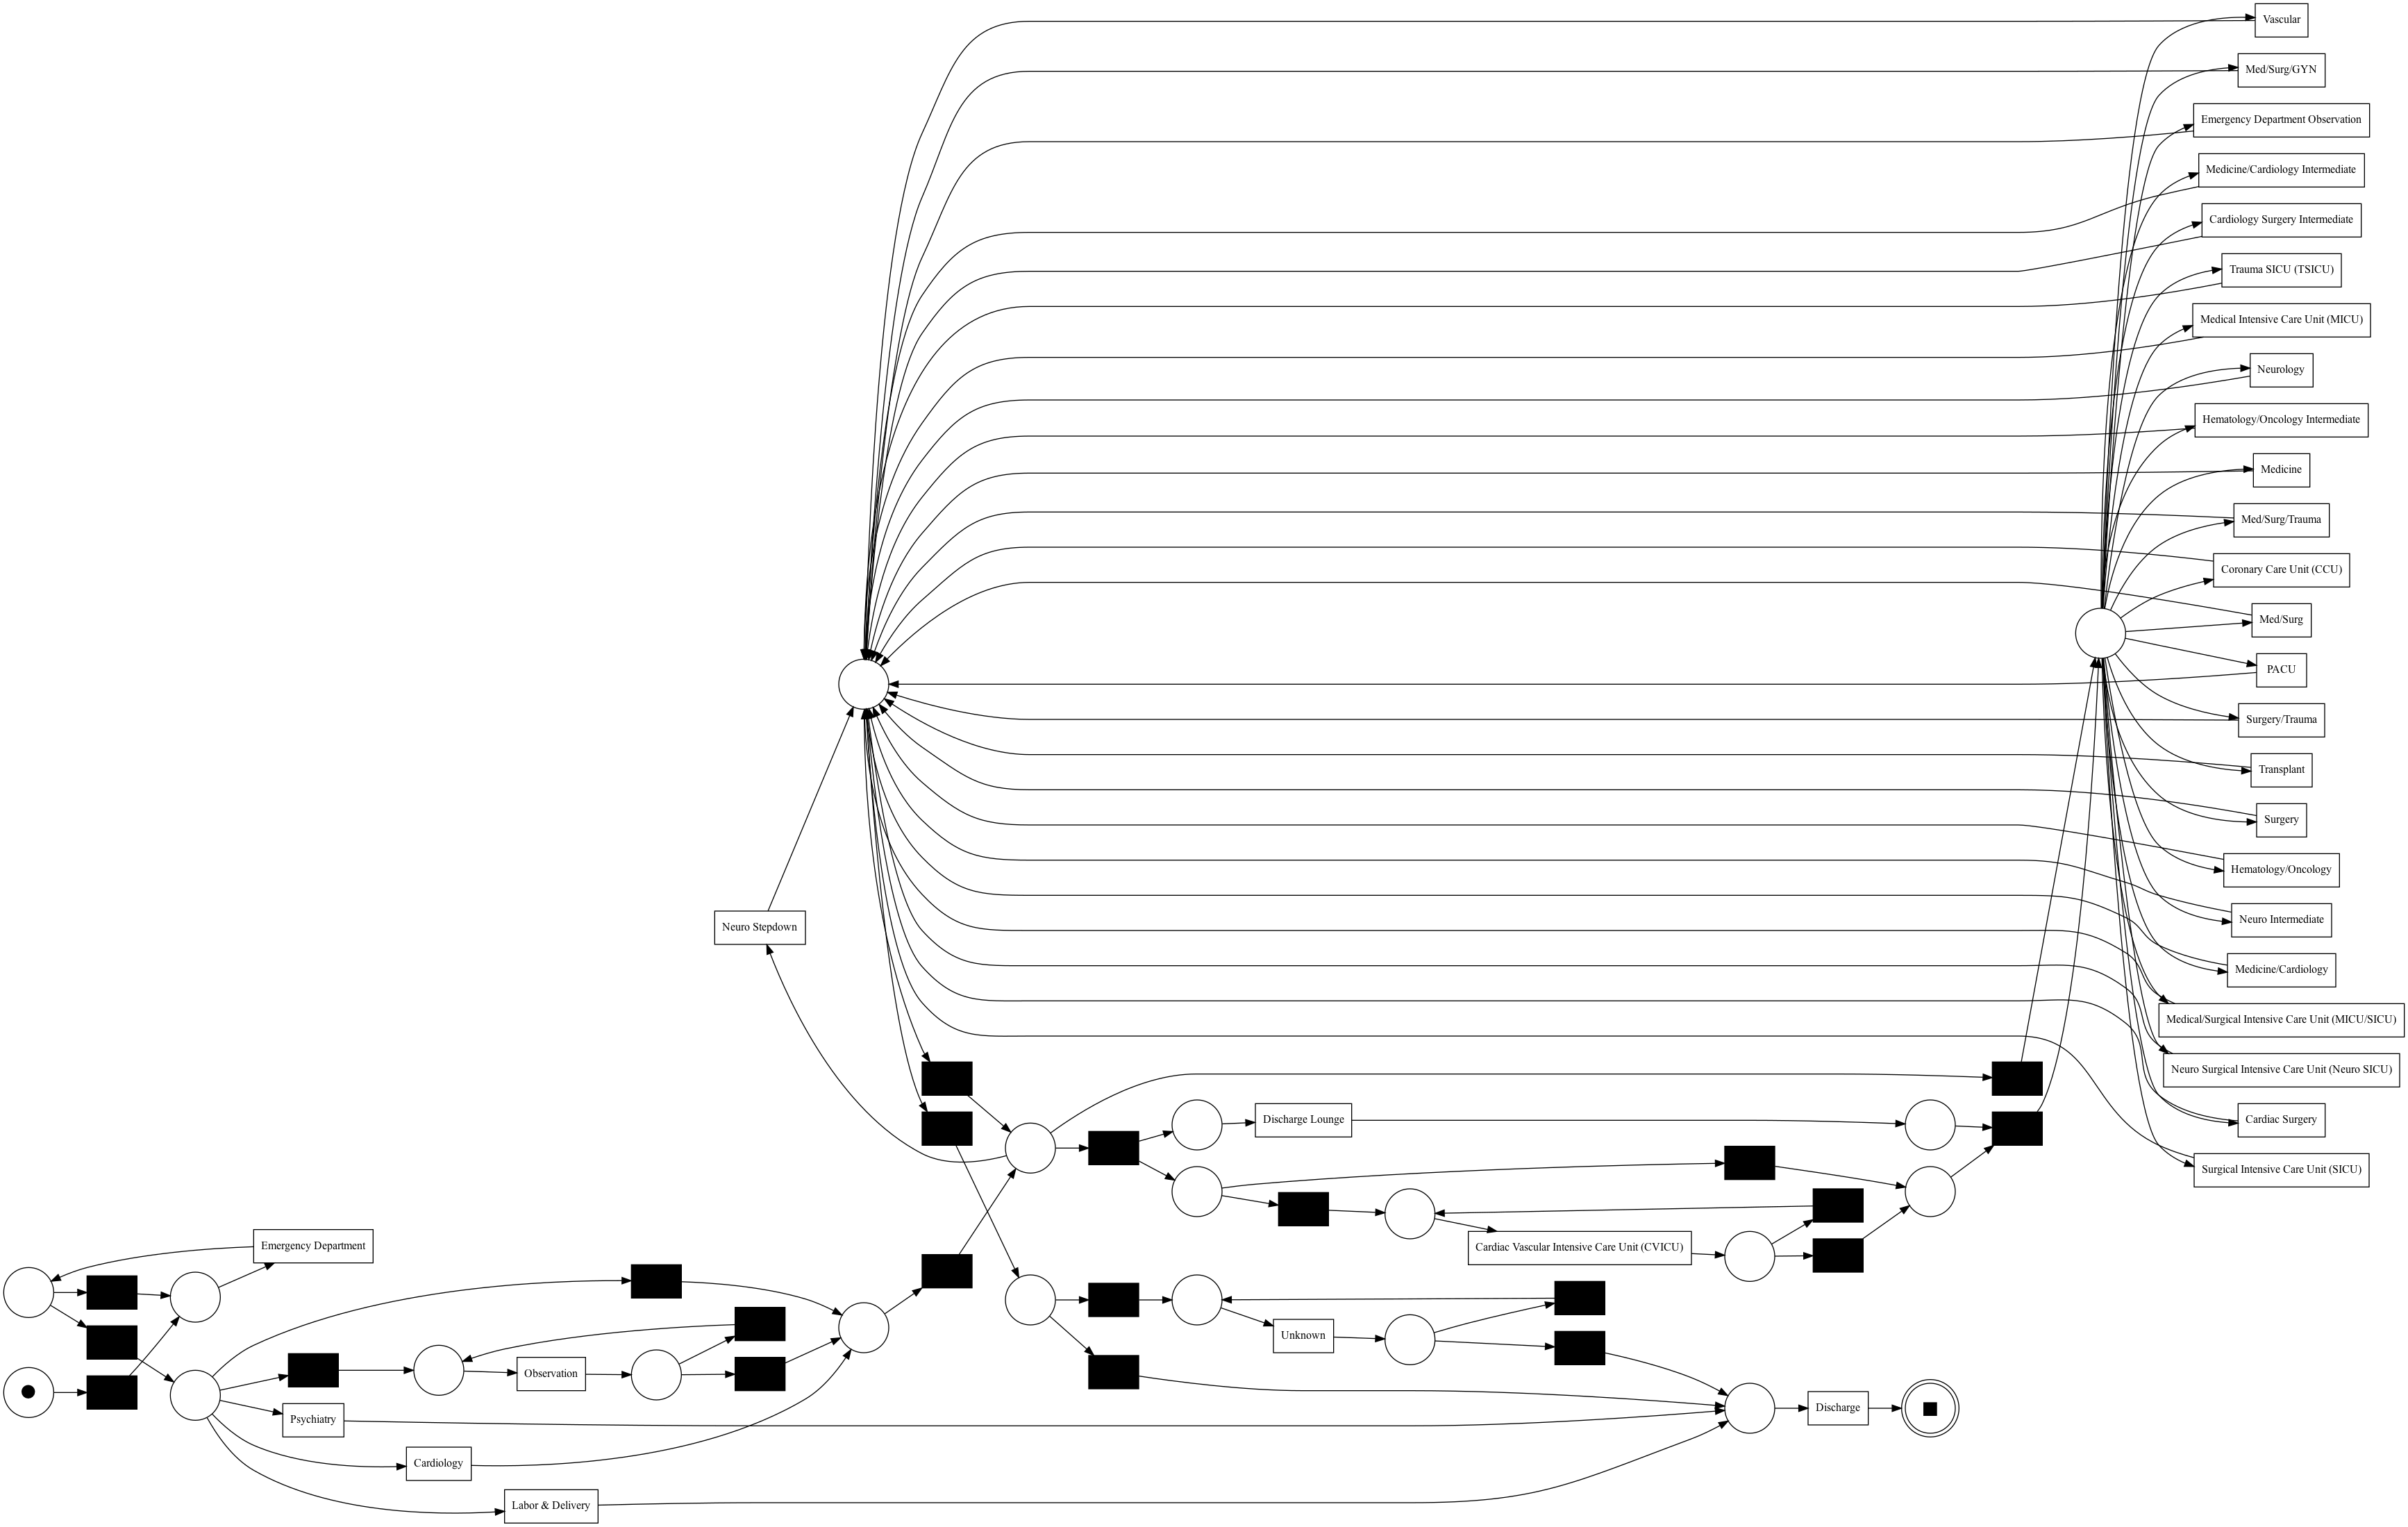 Vascular
Med/Surg/GYN
Emergency Department Observation
Medicine/Cardiology Intermediate
Cardiology Surgery Intermediate
Trauma SICU (TSICU)
Medical Intensive Care Unit (MICU)
Neurology
Hematology/Oncology Intermediate
Medicine
Med/Surg/Trauma
Coronary Care Unit (CCU)
Med/Surg
PACU
Surgery/Trauma
Transplant
Surgery
Hematology/Oncology
Neuro Intermediate
Neuro Stepdown
Medicine/Cardiology
Medical/Surgical Intensive Care Unit (MICU/SICU)
Neuro Surgical Intensive Care Unit (Neuro SICU)
Discharge Lounge
Cardiac Surgery
Surgical Intensive Care Unit (SICU)
Emergency Department
Cardiac Vascular Intensive Care Unit (CVICU)
Unknown
Observation
Psychiatry
Discharge
Cardiology
Labor & Delivery